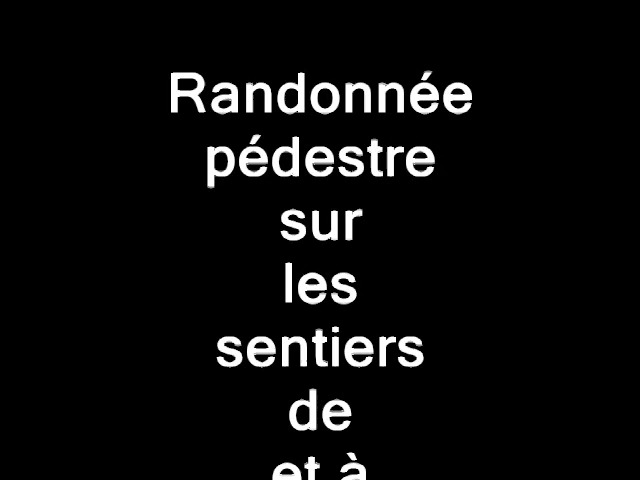 Randonnée
pédestre
sur
les
sentiers
de
et à